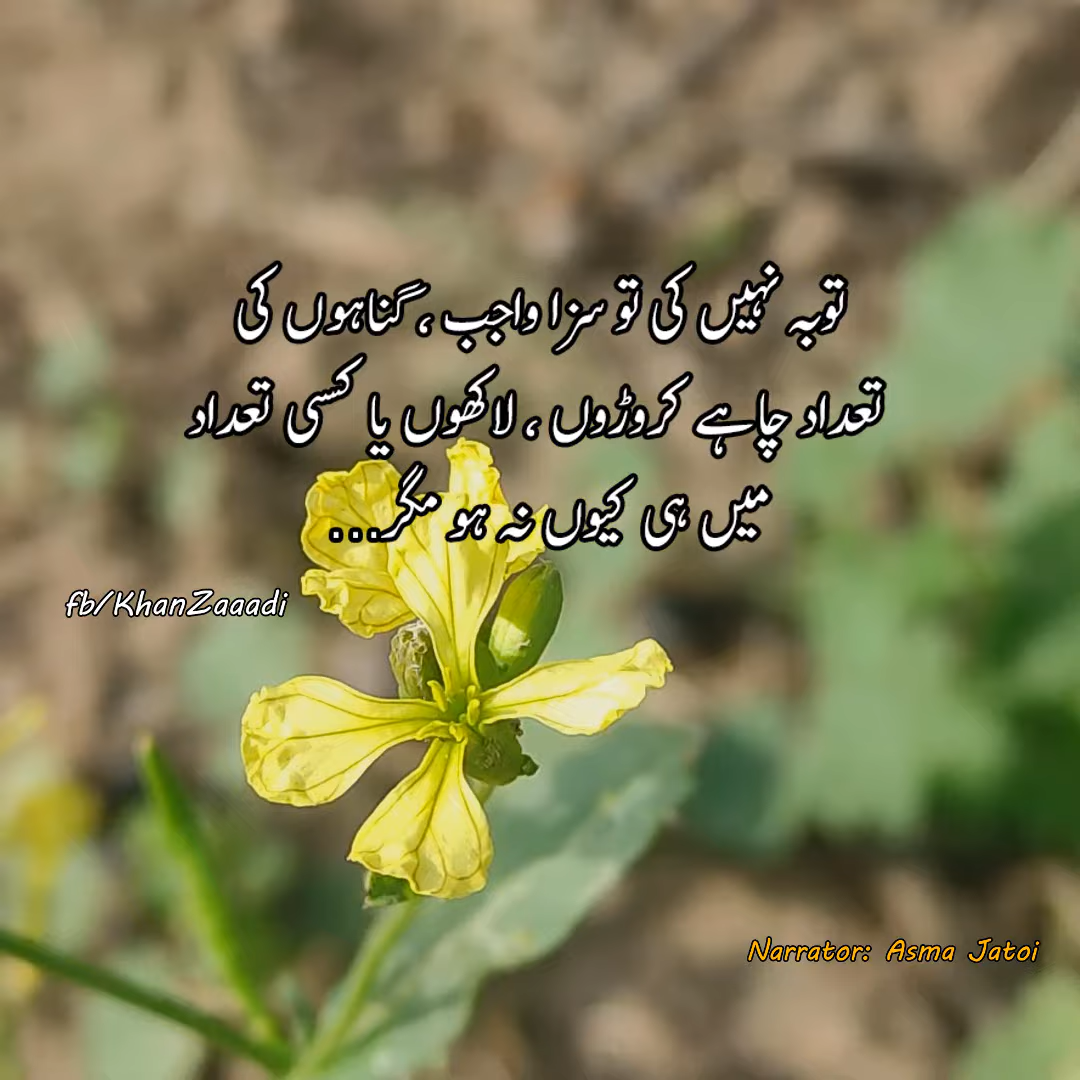 توبہ نہیں کی تو سزا واجب ، گناہوں کی
تعداد چاہے کروڑوں ، لاکھوں یا کسی تعداد
میں ہی کیوں نہ ہو مگر...
fb/KhanZaaadi
Narrator: Asma Jatoi